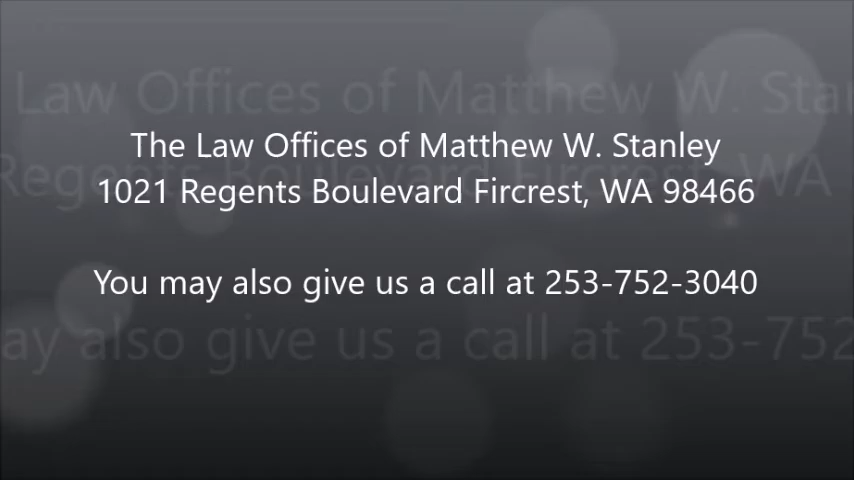 The Law Offices of Matthew W. Stanley
1021 Regents Boulevard Fircrest, WA 98466
You may also give us a call at 253-752-3040